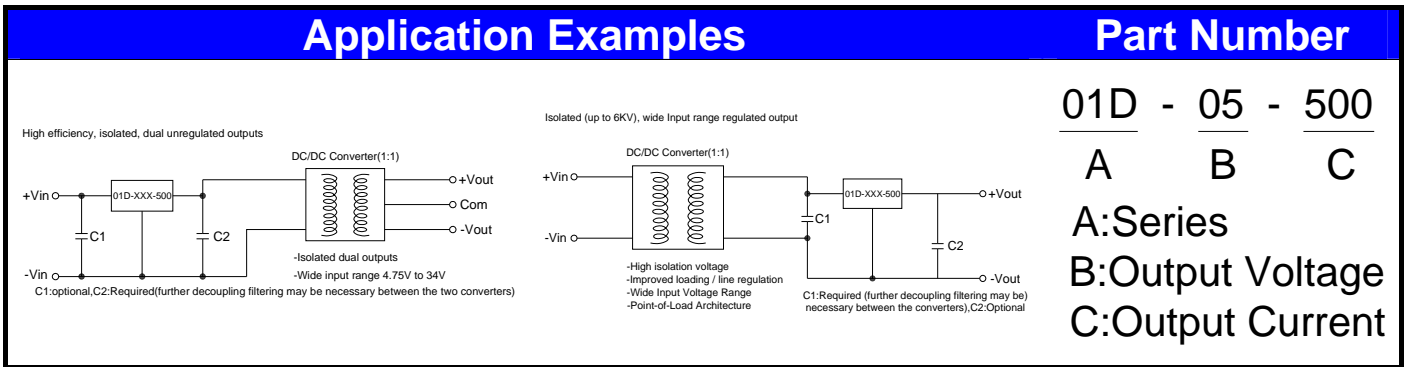 Application Examples
Part Number
High efficiency, isolated, dual unregulated outputs
DC/DC Converter(1:1)
+Vin
01D-XXX-500
C1
C2
-Vin
+Vout
Com
-Vout
-Isolated dual outputs
-Wide input range 4.75V to 34V
C1:optional,C2:Required(further decoupling filtering may be necessary between the two converters)
Isolated (up to 6KV), wide Input range regulated output
DC/DC Converter(1:1)
+Vin
-Vin
01D-XXX-500
C1
C2
+Vout
-Vout
-High isolation voltage
-Improved loading / line regulation
-Wide Input Voltage Range
-Point-of-Load Architecture
C1:Required (further decoupling filtering may be)
necessary between the converters),C2:Optional
01D - 05 - 500
A B C
A:Series
B:Output Voltage
C:Output Current